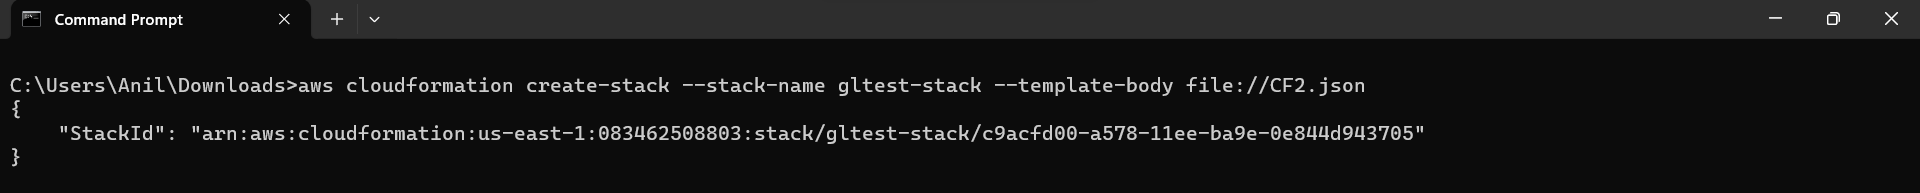 Command Prompt
C:\Users\Anil\Downloads>aws cloudformation create-stack --stack-name gltest-stack --template-body file://CF2.json
{
    "StackId": "arn:aws:cloudformation:us-east-1:083462508803:stack/gltest-stack/c9acfd00-a578-11ee-ba9e-0e844d943705"
}